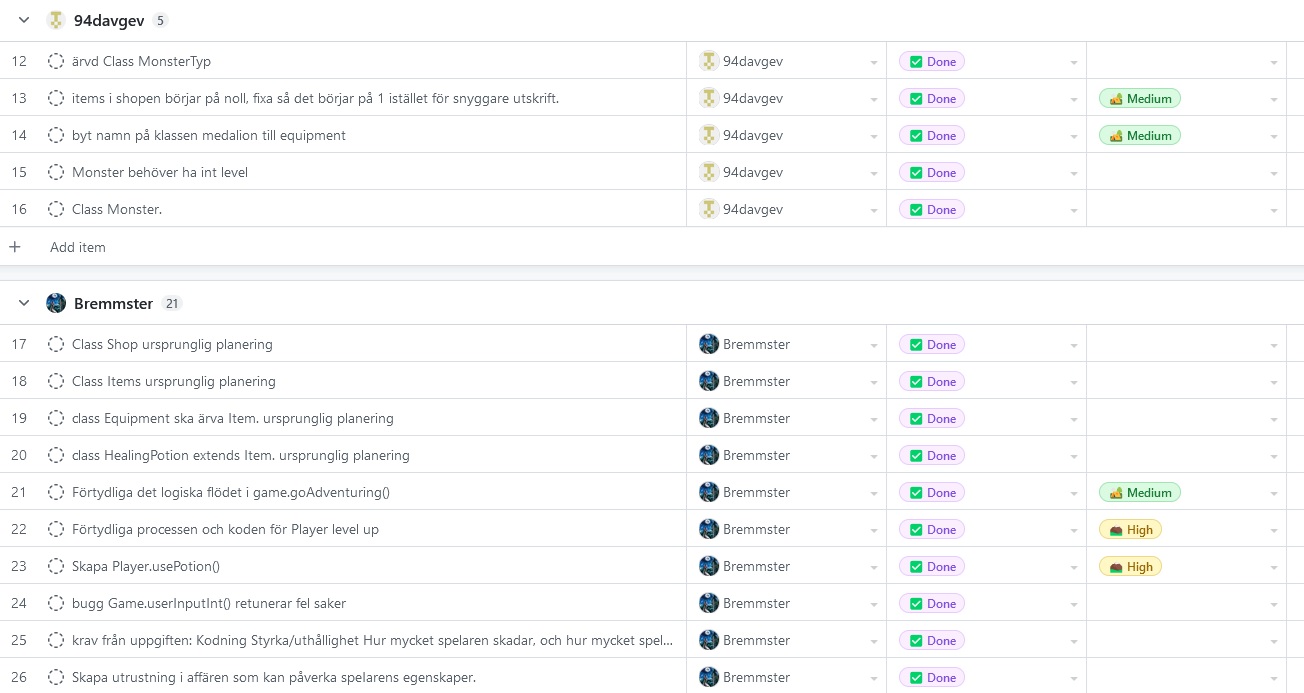 94davgev 5
12 ärvd Class MonsterTyp 94davgev Done
13 items i shopen börjar på noll, fixa så det börjar på 1 istället för snyggare utskrift. 94davgev Done Medium
14 byt namn på klassen medalion till equipment 94davgev Done Medium
15 Monster behöver ha int level 94davgev Done
16 Class Monster. 94davgev Done
+ Add item
Bremmster 21
17 Class Shop ursprunglig planering Bremmster Done
18 Class Items ursprunglig planering Bremmster Done
19 class Equipment ska ärva Item. ursprunglig planering Bremmster Done
20 class HealingPotion extends Item. ursprunglig planering Bremmster Done
21 Förtydliga det logiska flödet i game.goAdventuring() Bremmster Done Medium
22 Förtydliga processen och koden för Player level up Bremmster Done High
23 Skapa Player.usePotion() Bremmster Done High
24 bugg Game.userInputInt() retunerar fel saker Bremmster Done
25 krav från uppgiften: Kodning Styrka/uthållighet Hur mycket spelaren skadar, och hur mycket spel... Bremmster Done
26 Skapa utrustning i affären som kan påverka spelarens egenskaper. Bremmster Done